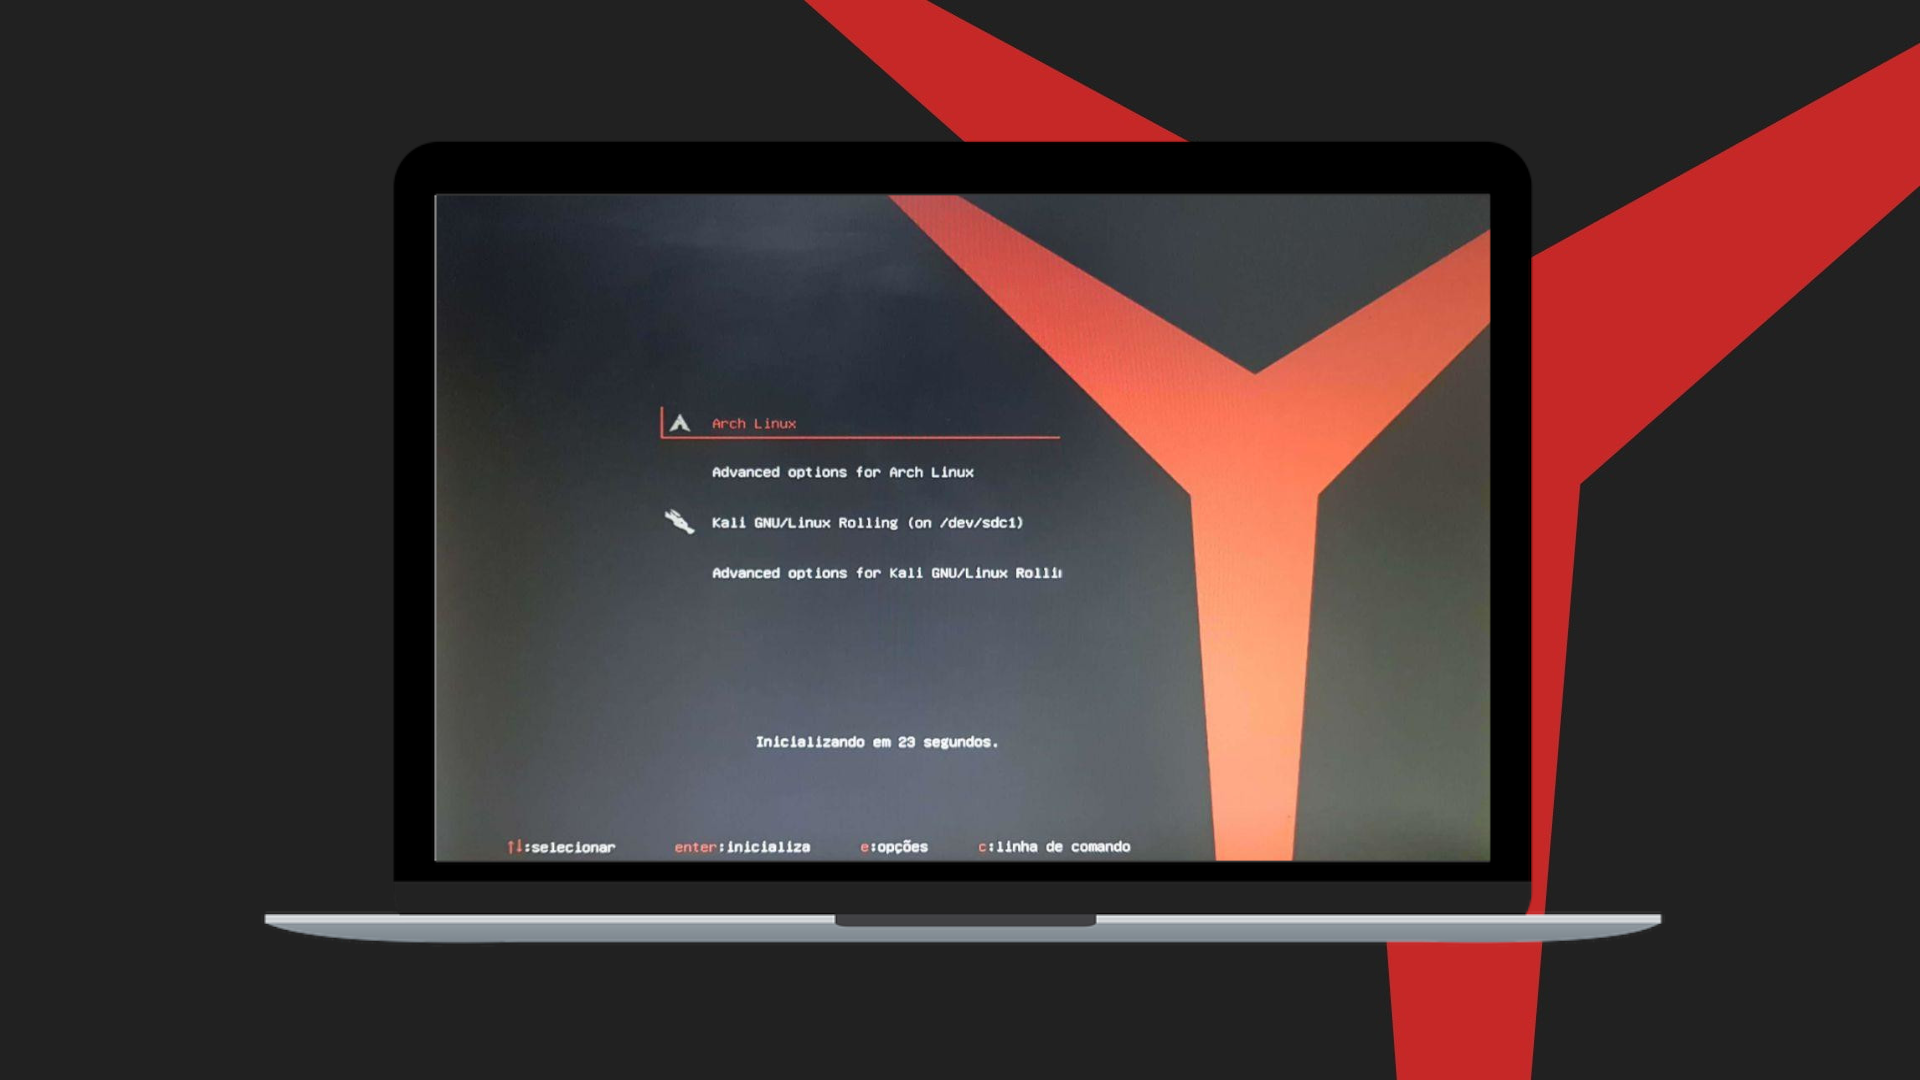 Arch Linux
Advanced options for Arch Linux
Kali GNU/Linux Rolling (on /dev/sdc1)
Advanced options for Kali GNU/Linux
Inicializando em 23 segundos.
↑↓:selecionar enter:inicializa e:opções c:linha de comando